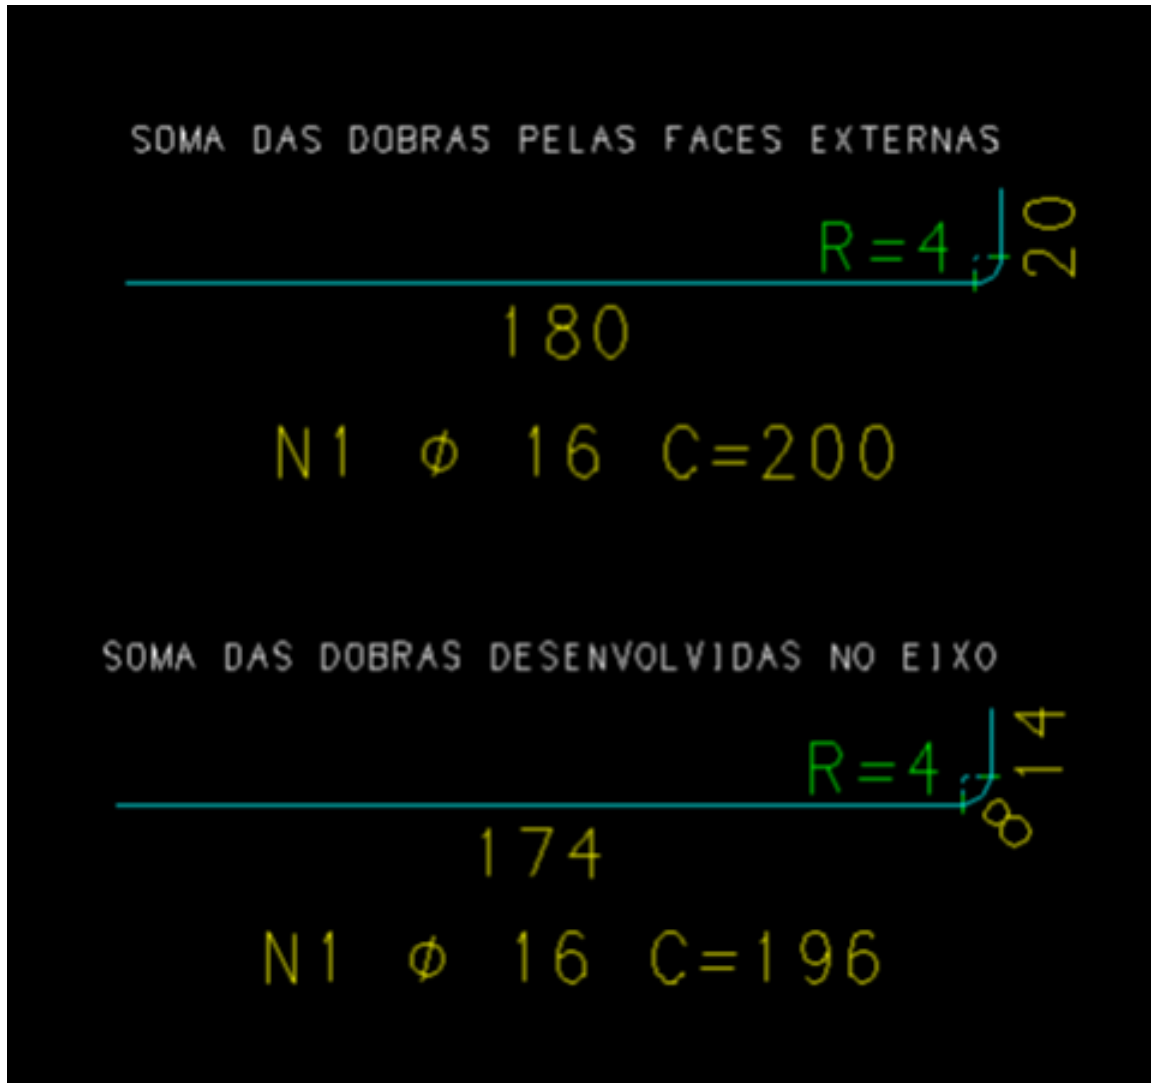 SOMA DAS DOBRAS PELAS FACES EXTERNAS
R=4
20
180
N1 ϕ 16 C=200
SOMA DAS DOBRAS DESENVOLVIDAS NO EIXO
R=4
14
8
174
N1 ϕ 16 C=196